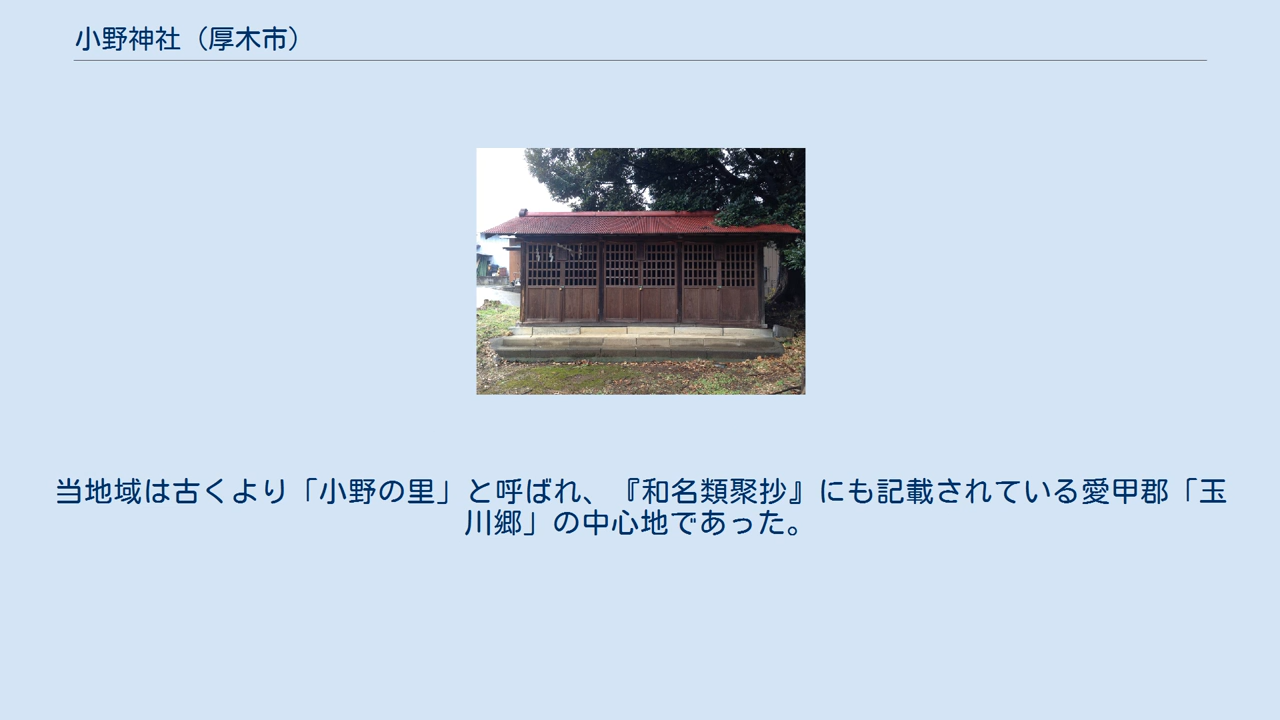 小野神社（厚木市）
当地域は古くより「小野の里」と呼ばれ、『和名類聚抄』にも記載されている愛甲郡「玉
川郷」の中心地であった。